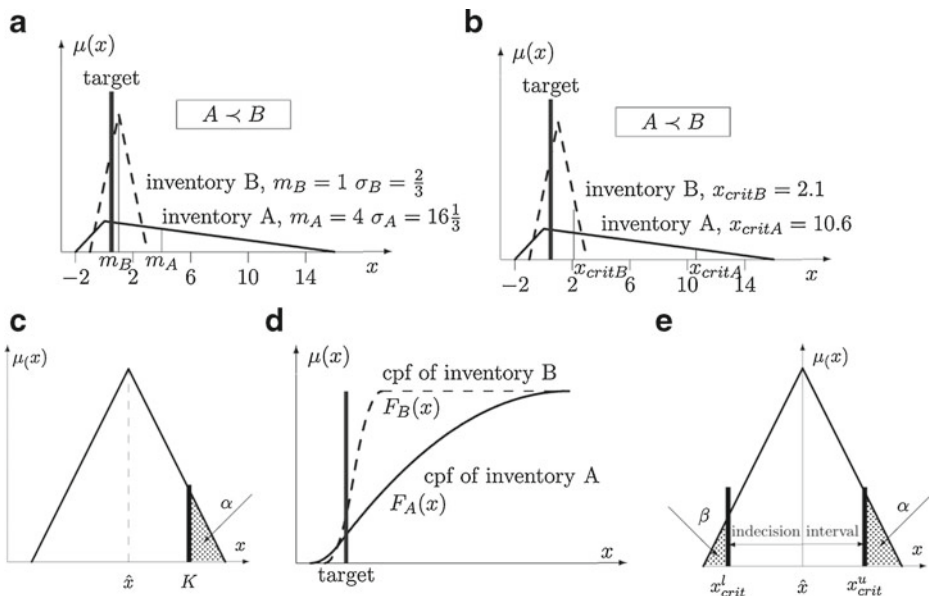 a
μ(x)
target
A ≺ B
inventory B, m_B = 1 σ_B = 2/3
inventory A, m_A = 4 σ_A = 16 1/3
−2 m_B 2 m_A 6 10 14 x
b
μ(x)
target
A ≺ B
inventory B, x_critB = 2.1
inventory A, x_critA = 10.6
x_critB x_critA x
−2 2 6 10 14
c
μ(x)
α
x
x̂ K
d
μ(x)
cpf of inventory B
F_B(x)
cpf of inventory A
F_A(x)
x
target
e
μ(x)
β α
indecision interval
x
x^l_crit x̂ x^u_crit